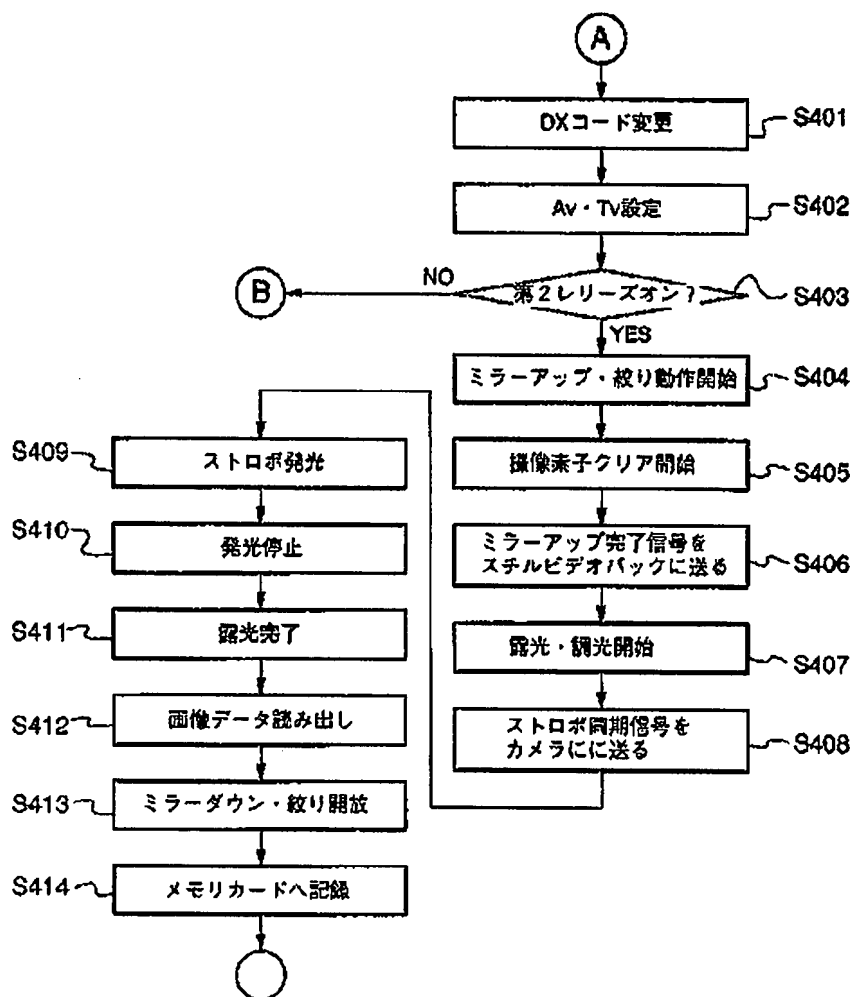 A
DXコード変更
S401
Av・Tv設定
S402
第2レリーズオン?
S403
NO
B
YES
ミラーアップ・絞り動作開始
S404
撮像素子クリア開始
S405
ミラーアップ完了信号を
スチルビデオバックに送る
S406
露光・調光開始
S407
ストロボ同期信号を
カメラにに送る
S408
S409
ストロボ発光
S410
発光停止
S411
露光完了
S412
画像データ読み出し
S413
ミラーダウン・絞り開放
S414
メモリカードへ記録